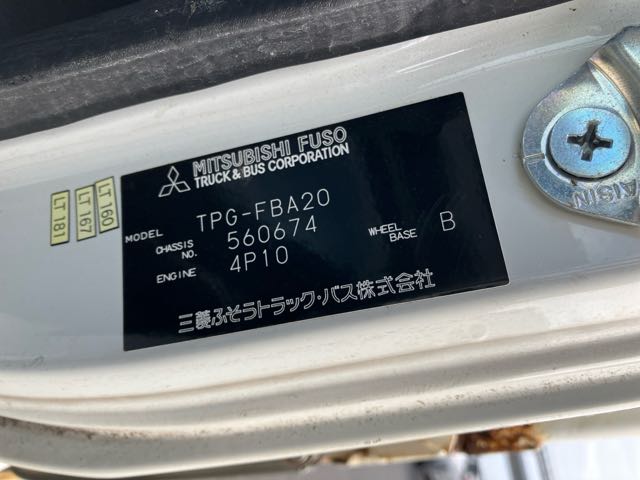 MITSUBISHI FUSO
TRUCK & BUS CORPORATION
MODEL TPG-FBA20
CHASSIS NO. 560674 WHEEL BASE B
ENGINE 4P10
三菱ふそうトラック・バス株式会社
LT 181
LT 167
LT 160
AISIN